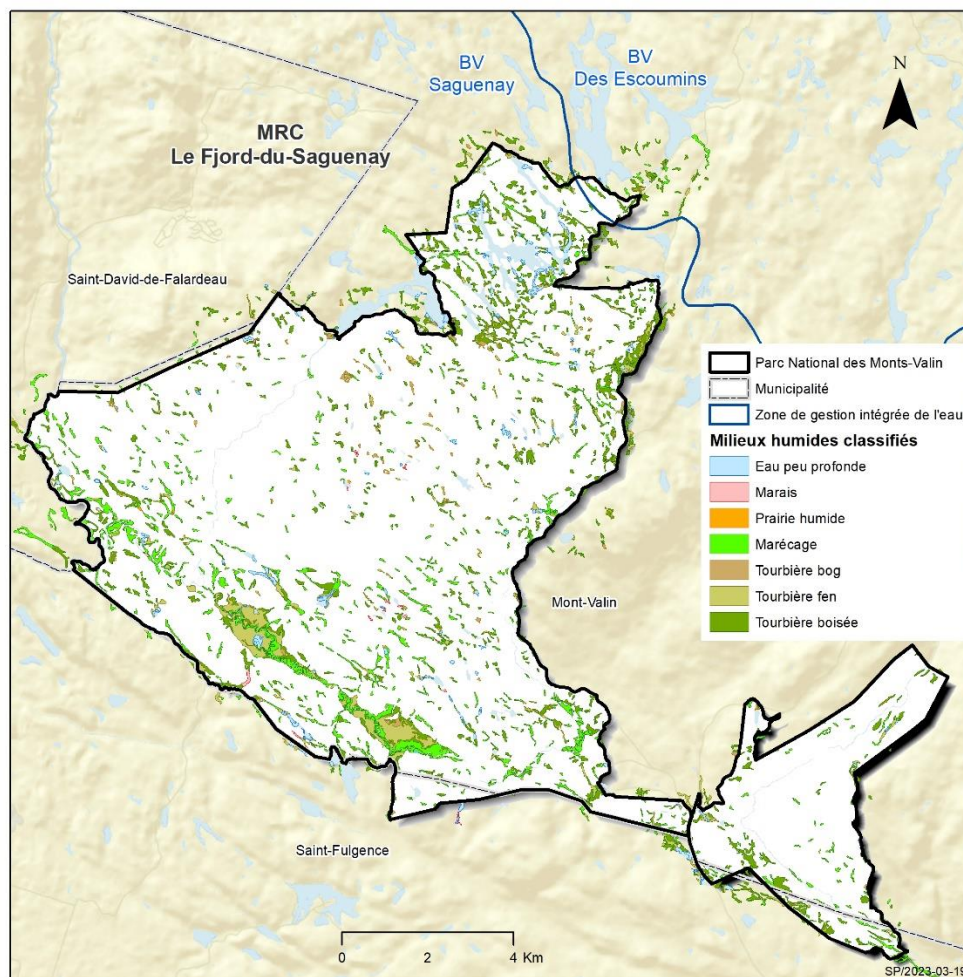 BV
Saguenay
BV
Des Escoumins
N
MRC
Le Fjord-du-Saguenay
Saint-David-de-Falardeau
Parc National des Monts-Valin
Municipalité
Zone de gestion intégrée de l'eau
Milieux humides classifiés
Eau peu profonde
Marais
Prairie humide
Marécage
Tourbière bog
Tourbière fen
Tourbière boisée
Mont-Valin
Saint-Fulgence
0 2 4 Km
SP/2023-03-19